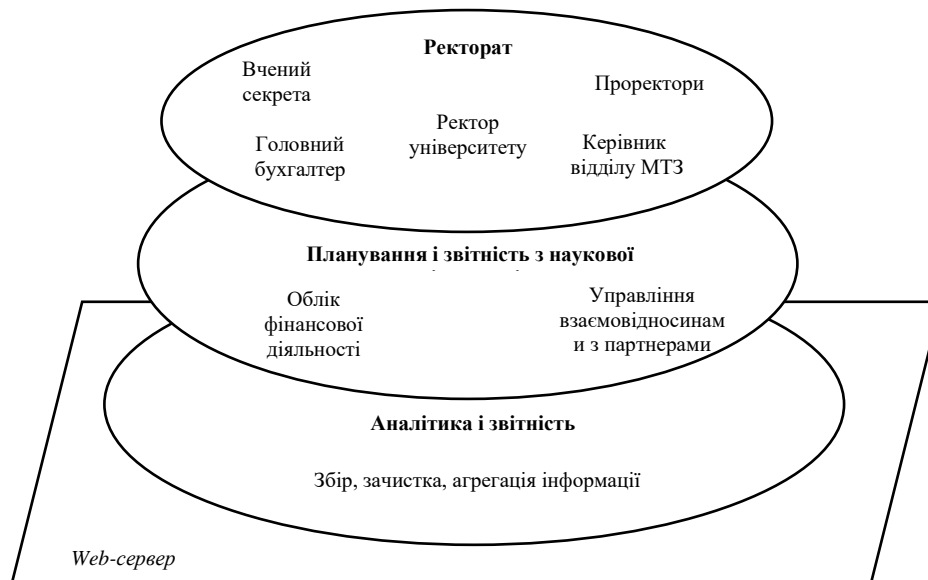 Ректорат
Вчений
секрета
Проректори
Ректор
університету
Головний
бухгалтер
Керівник
відділу МТЗ
Планування і звітність з наукової
Облік
фінансової
діяльності
Управління
взаємовідносинам
и з партнерами
Аналітика і звітність
Збір, зачистка, агрегація інформації
Web-сервер